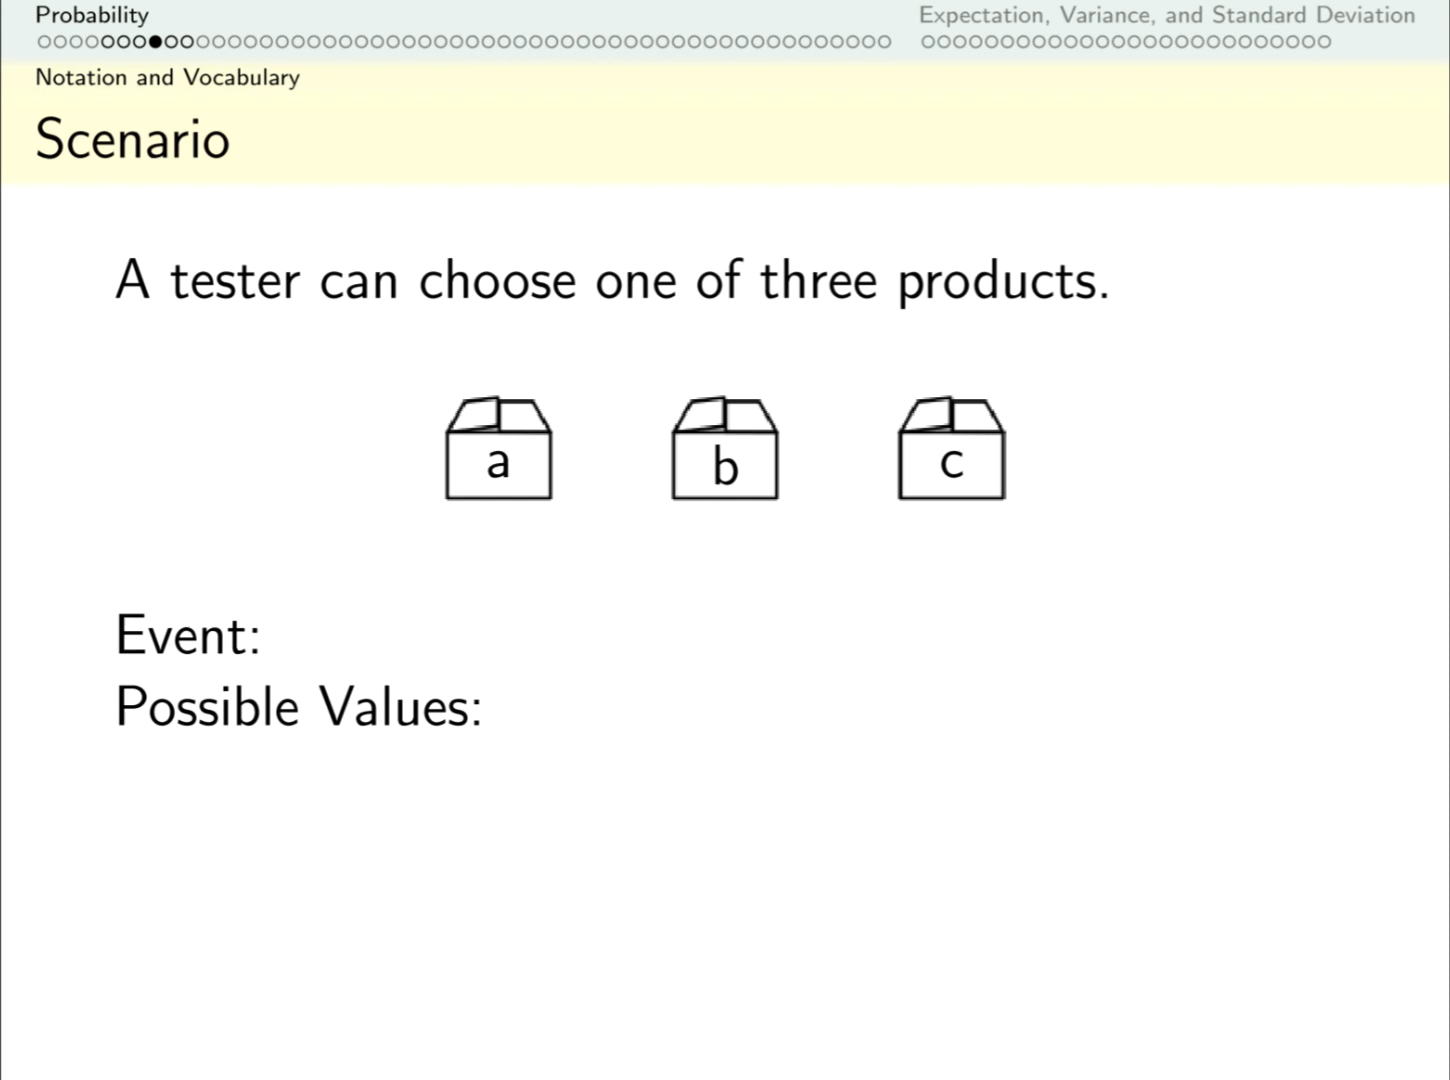 Probability
Expectation, Variance, and Standard Deviation
Notation and Vocabulary
Scenario
A tester can choose one of three products.
a b c
Event:
Possible Values: